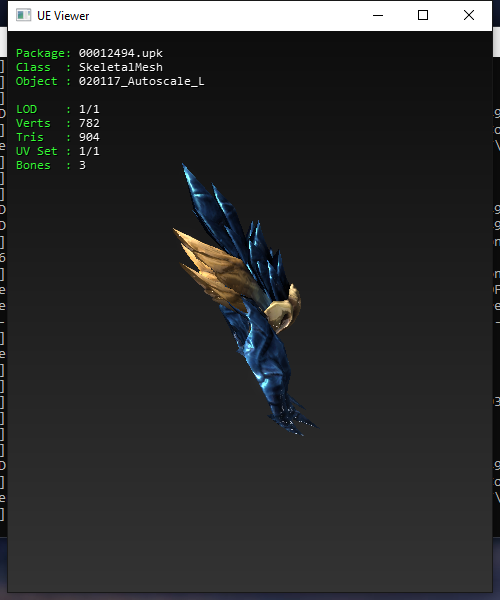 UE Viewer
Package: 00012494.upk
Class : SkeletalMesh
Object : 020117_Autoscale_L
LOD : 1/1
Verts : 782
Tris : 904
UV Set : 1/1
Bones : 3